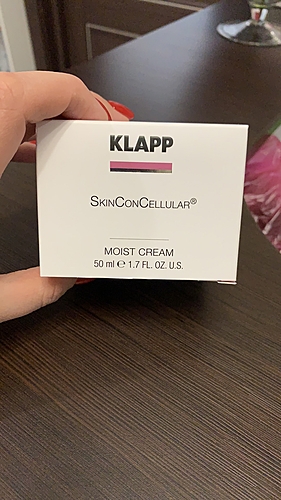 KLAPP
SKINCONCELLULAR®
MOIST CREAM
50 ml ℮ 1.7 FL. OZ. U.S.